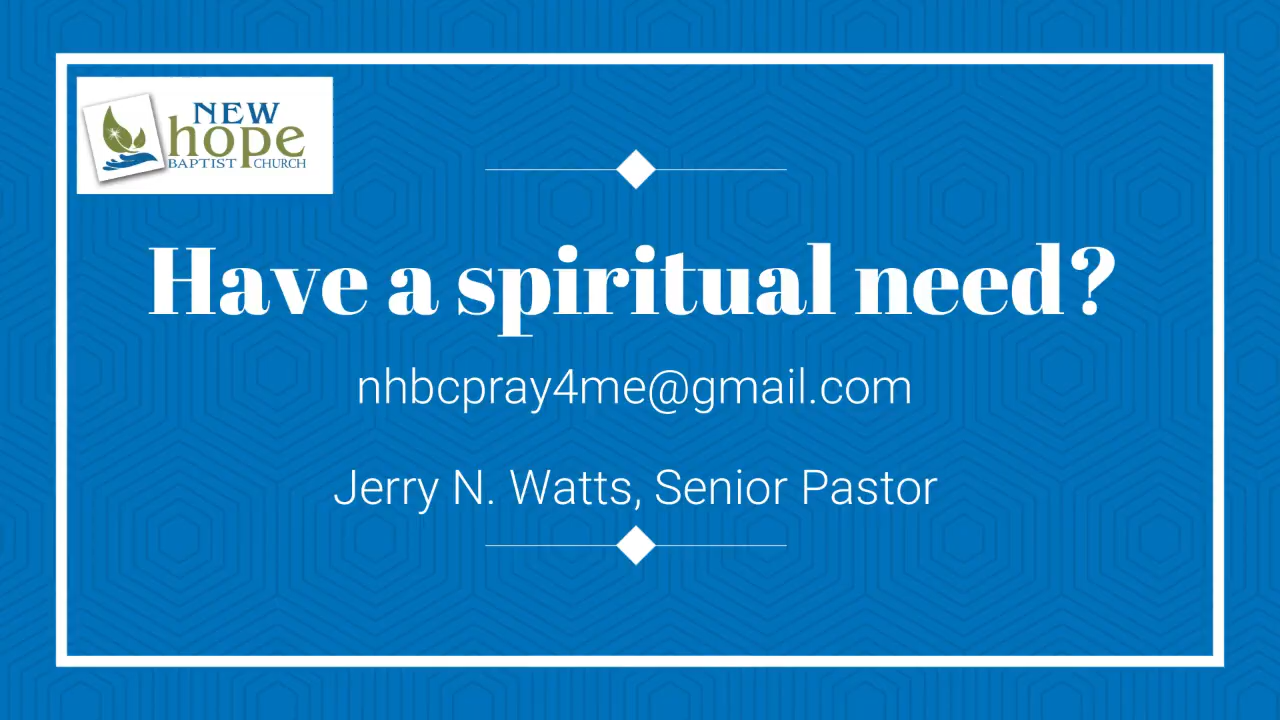 NEW
hope
BAPTIST CHURCH
Have a spiritual need?
nhbcpray4me@gmail.com
Jerry N. Watts, Senior Pastor